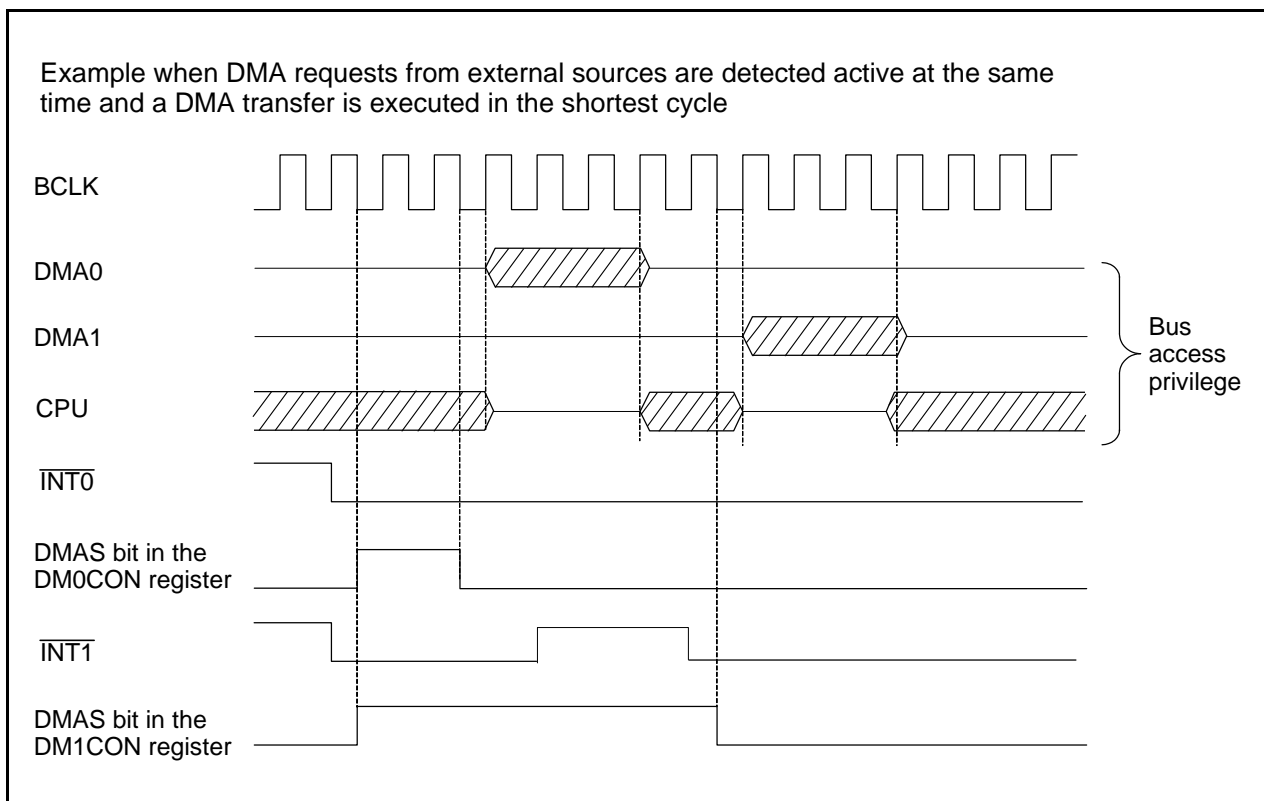 Example when DMA requests from external sources are detected active at the same
time and a DMA transfer is executed in the shortest cycle
BCLK
DMA0
DMA1
CPU
Bus
access
privilege
INT0
DMAS bit in the
DM0CON register
INT1
DMAS bit in the
DM1CON register